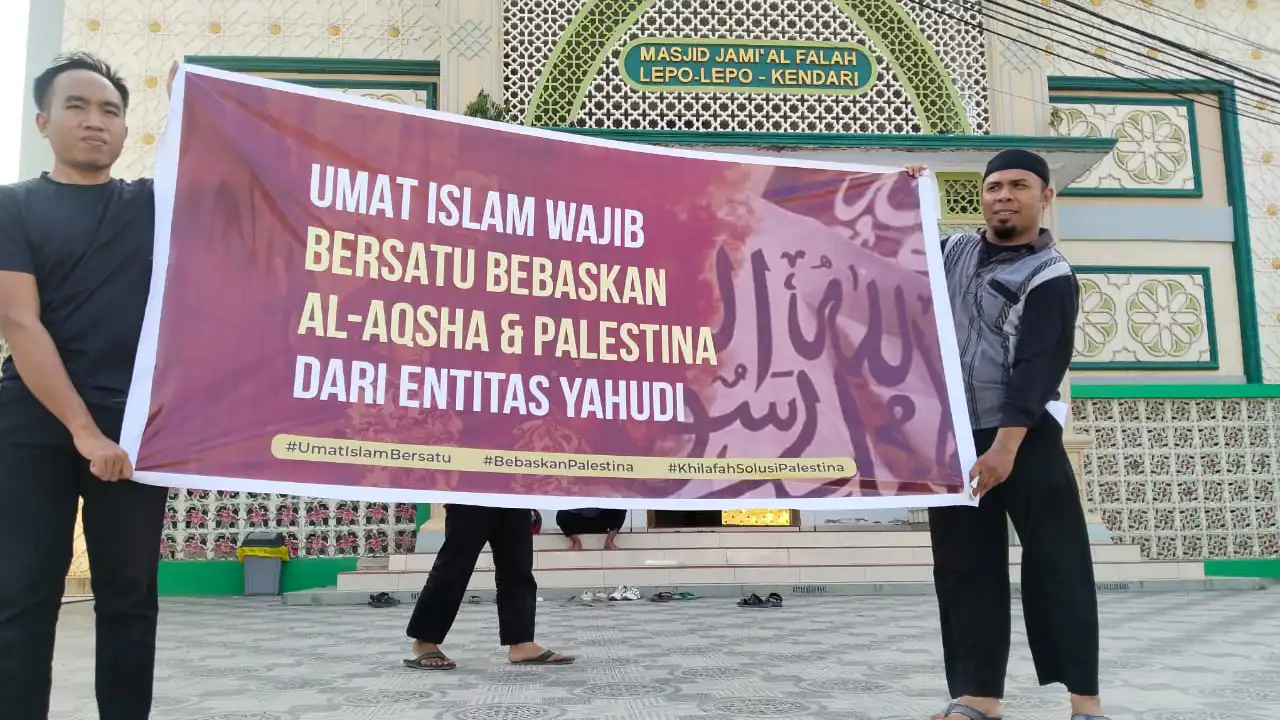 MASJID JAMI' AL FALAH
LEPO-LEPO - KENDARI
UMAT ISLAM WAJIB
BERSATU BEBASKAN
AL-AQSHA & PALESTINA
DARI ENTITAS YAHUDI
#UmatIslamBersatu #BebaskanPalestina #KhilafahSolusiPalestina